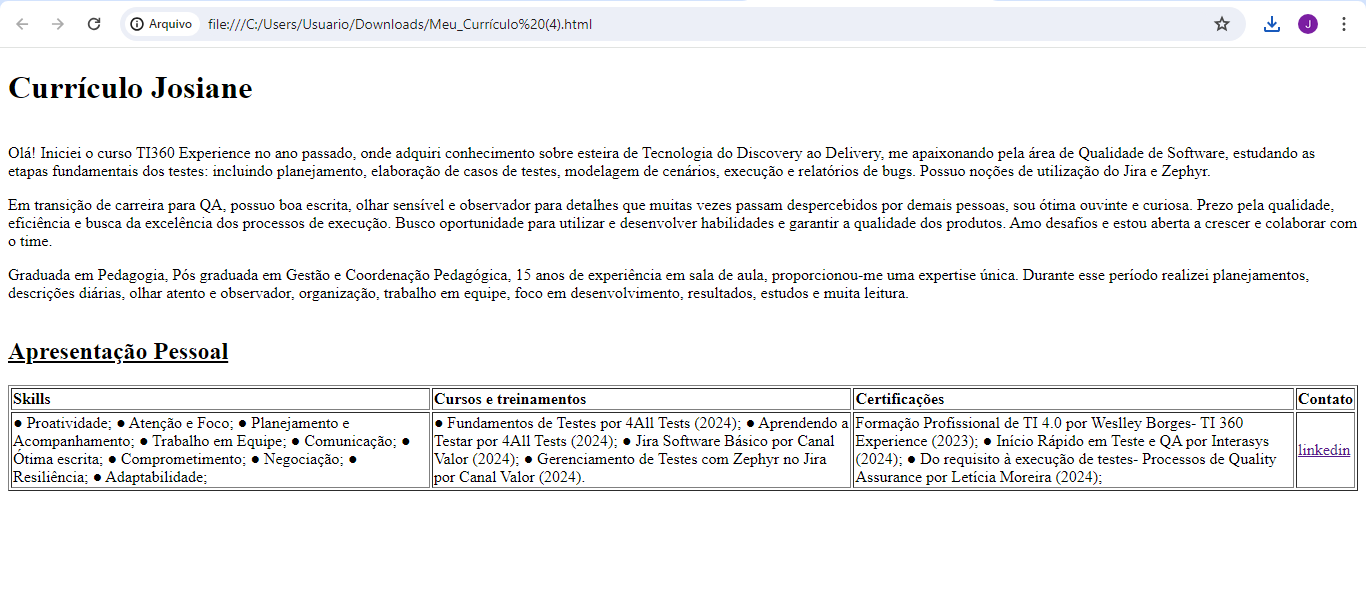 Arquivo file:///C:/Users/Usuario/Downloads/Meu_Currículo%20(4).html J
Currículo Josiane
Olá! Iniciei o curso TI360 Experience no ano passado, onde adquiri conhecimento sobre esteira de Tecnologia do Discovery ao Delivery, me apaixonando pela área de Qualidade de Software, estudando as
etapas fundamentais dos testes: incluindo planejamento, elaboração de casos de testes, modelagem de cenários, execução e relatórios de bugs. Possuo noções de utilização do Jira e Zephyr.
Em transição de carreira para QA, possuo boa escrita, olhar sensível e observador para detalhes que muitas vezes passam despercebidos por demais pessoas, sou ótima ouvinte e curiosa. Prezo pela qualidade,
eficiência e busca da excelência dos processos de execução. Busco oportunidade para utilizar e desenvolver habilidades e garantir a qualidade dos produtos. Amo desafios e estou aberta a crescer e colaborar com
o time.
Graduada em Pedagogia, Pós graduada em Gestão e Coordenação Pedagógica, 15 anos de experiência em sala de aula, proporcionou-me uma expertise única. Durante esse período realizei planejamentos,
descrições diárias, olhar atento e observador, organização, trabalho em equipe, foco em desenvolvimento, resultados, estudos e muita leitura.
Apresentação Pessoal
Skills
Cursos e treinamentos
Certificações
Contato
● Proatividade; ● Atenção e Foco; ● Planejamento e
Acompanhamento; ● Trabalho em Equipe; ● Comunicação; ●
Ótima escrita; ● Comprometimento; ● Negociação; ●
Resiliência; ● Adaptabilidade;
● Fundamentos de Testes por 4All Tests (2024); ● Aprendendo a
Testar por 4All Tests (2024); ● Jira Software Básico por Canal
Valor (2024); ● Gerenciamento de Testes com Zephyr no Jira
por Canal Valor (2024).
Formação Profissional de TI 4.0 por Weslley Borges- TI 360
Experience (2023); ● Início Rápido em Teste e QA por Interasys
(2024); ● Do requisito à execução de testes- Processos de Quality
Assurance por Letícia Moreira (2024);
linkedin